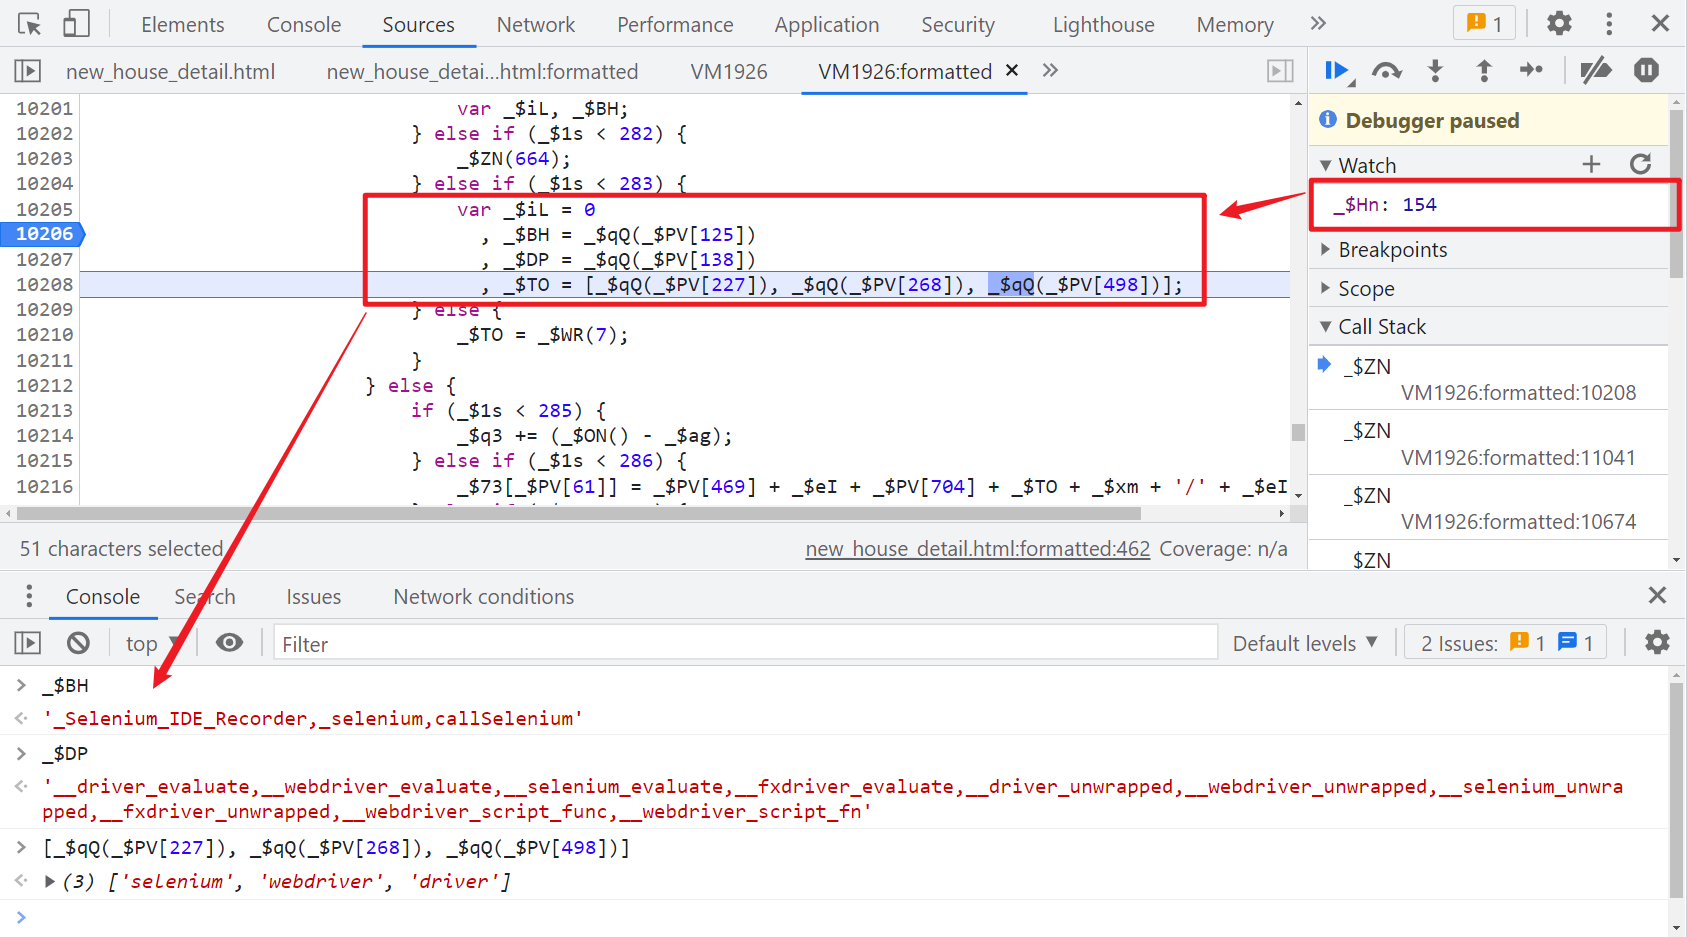 Elements Console Sources Network Performance Application Security Lighthouse Memory » 1
new_house_detail.html new_house_detai...html:formatted VM1926 VM1926:formatted × »
10201 var _$iL, _$BH;
10202 } else if (_$1s < 282) {
10203 _$ZN(664);
10204 } else if (_$1s < 283) {
10205 var _$iL = 0
10206 , _$BH = _$qQ(_$PV[125])
10207 , _$DP = _$qQ(_$PV[138])
10208 , _$TO = [_$qQ(_$PV[227]), _$qQ(_$PV[268]), _$qQ(_$PV[498])];
10209 } else {
10210 _$TO = _$WR(7);
10211 }
10212 } else {
10213 if (_$1s < 285) {
10214 _$q3 += (_$ON() - _$ag);
10215 } else if (_$1s < 286) {
10216 _$73[_$PV[61]] = _$PV[469] + _$eI + _$PV[704] + _$TO + _$xm + '/' + _$eI
51 characters selected new_house_detail.html:formatted:462 Coverage: n/a
Debugger paused
Watch
_$Hn: 154
Breakpoints
Scope
Call Stack
_$ZN
VM1926:formatted:10208
_$ZN
VM1926:formatted:11041
_$ZN
VM1926:formatted:10674
_$ZN
Console Search Issues Network conditions
top Filter Default levels 2 Issues: 1 1
> _$BH
'_Selenium_IDE_Recorder,_selenium,callSelenium'
> _$DP
'__driver_evaluate,__webdriver_evaluate,__selenium_evaluate,__fxdriver_evaluate,__driver_unwrapped,__webdriver_unwrapped,__selenium_unwra
pped,__fxdriver_unwrapped,__webdriver_script_func,__webdriver_script_fn'
> [_$qQ(_$PV[227]), _$qQ(_$PV[268]), _$qQ(_$PV[498])]
(3) ['selenium', 'webdriver', 'driver']
>